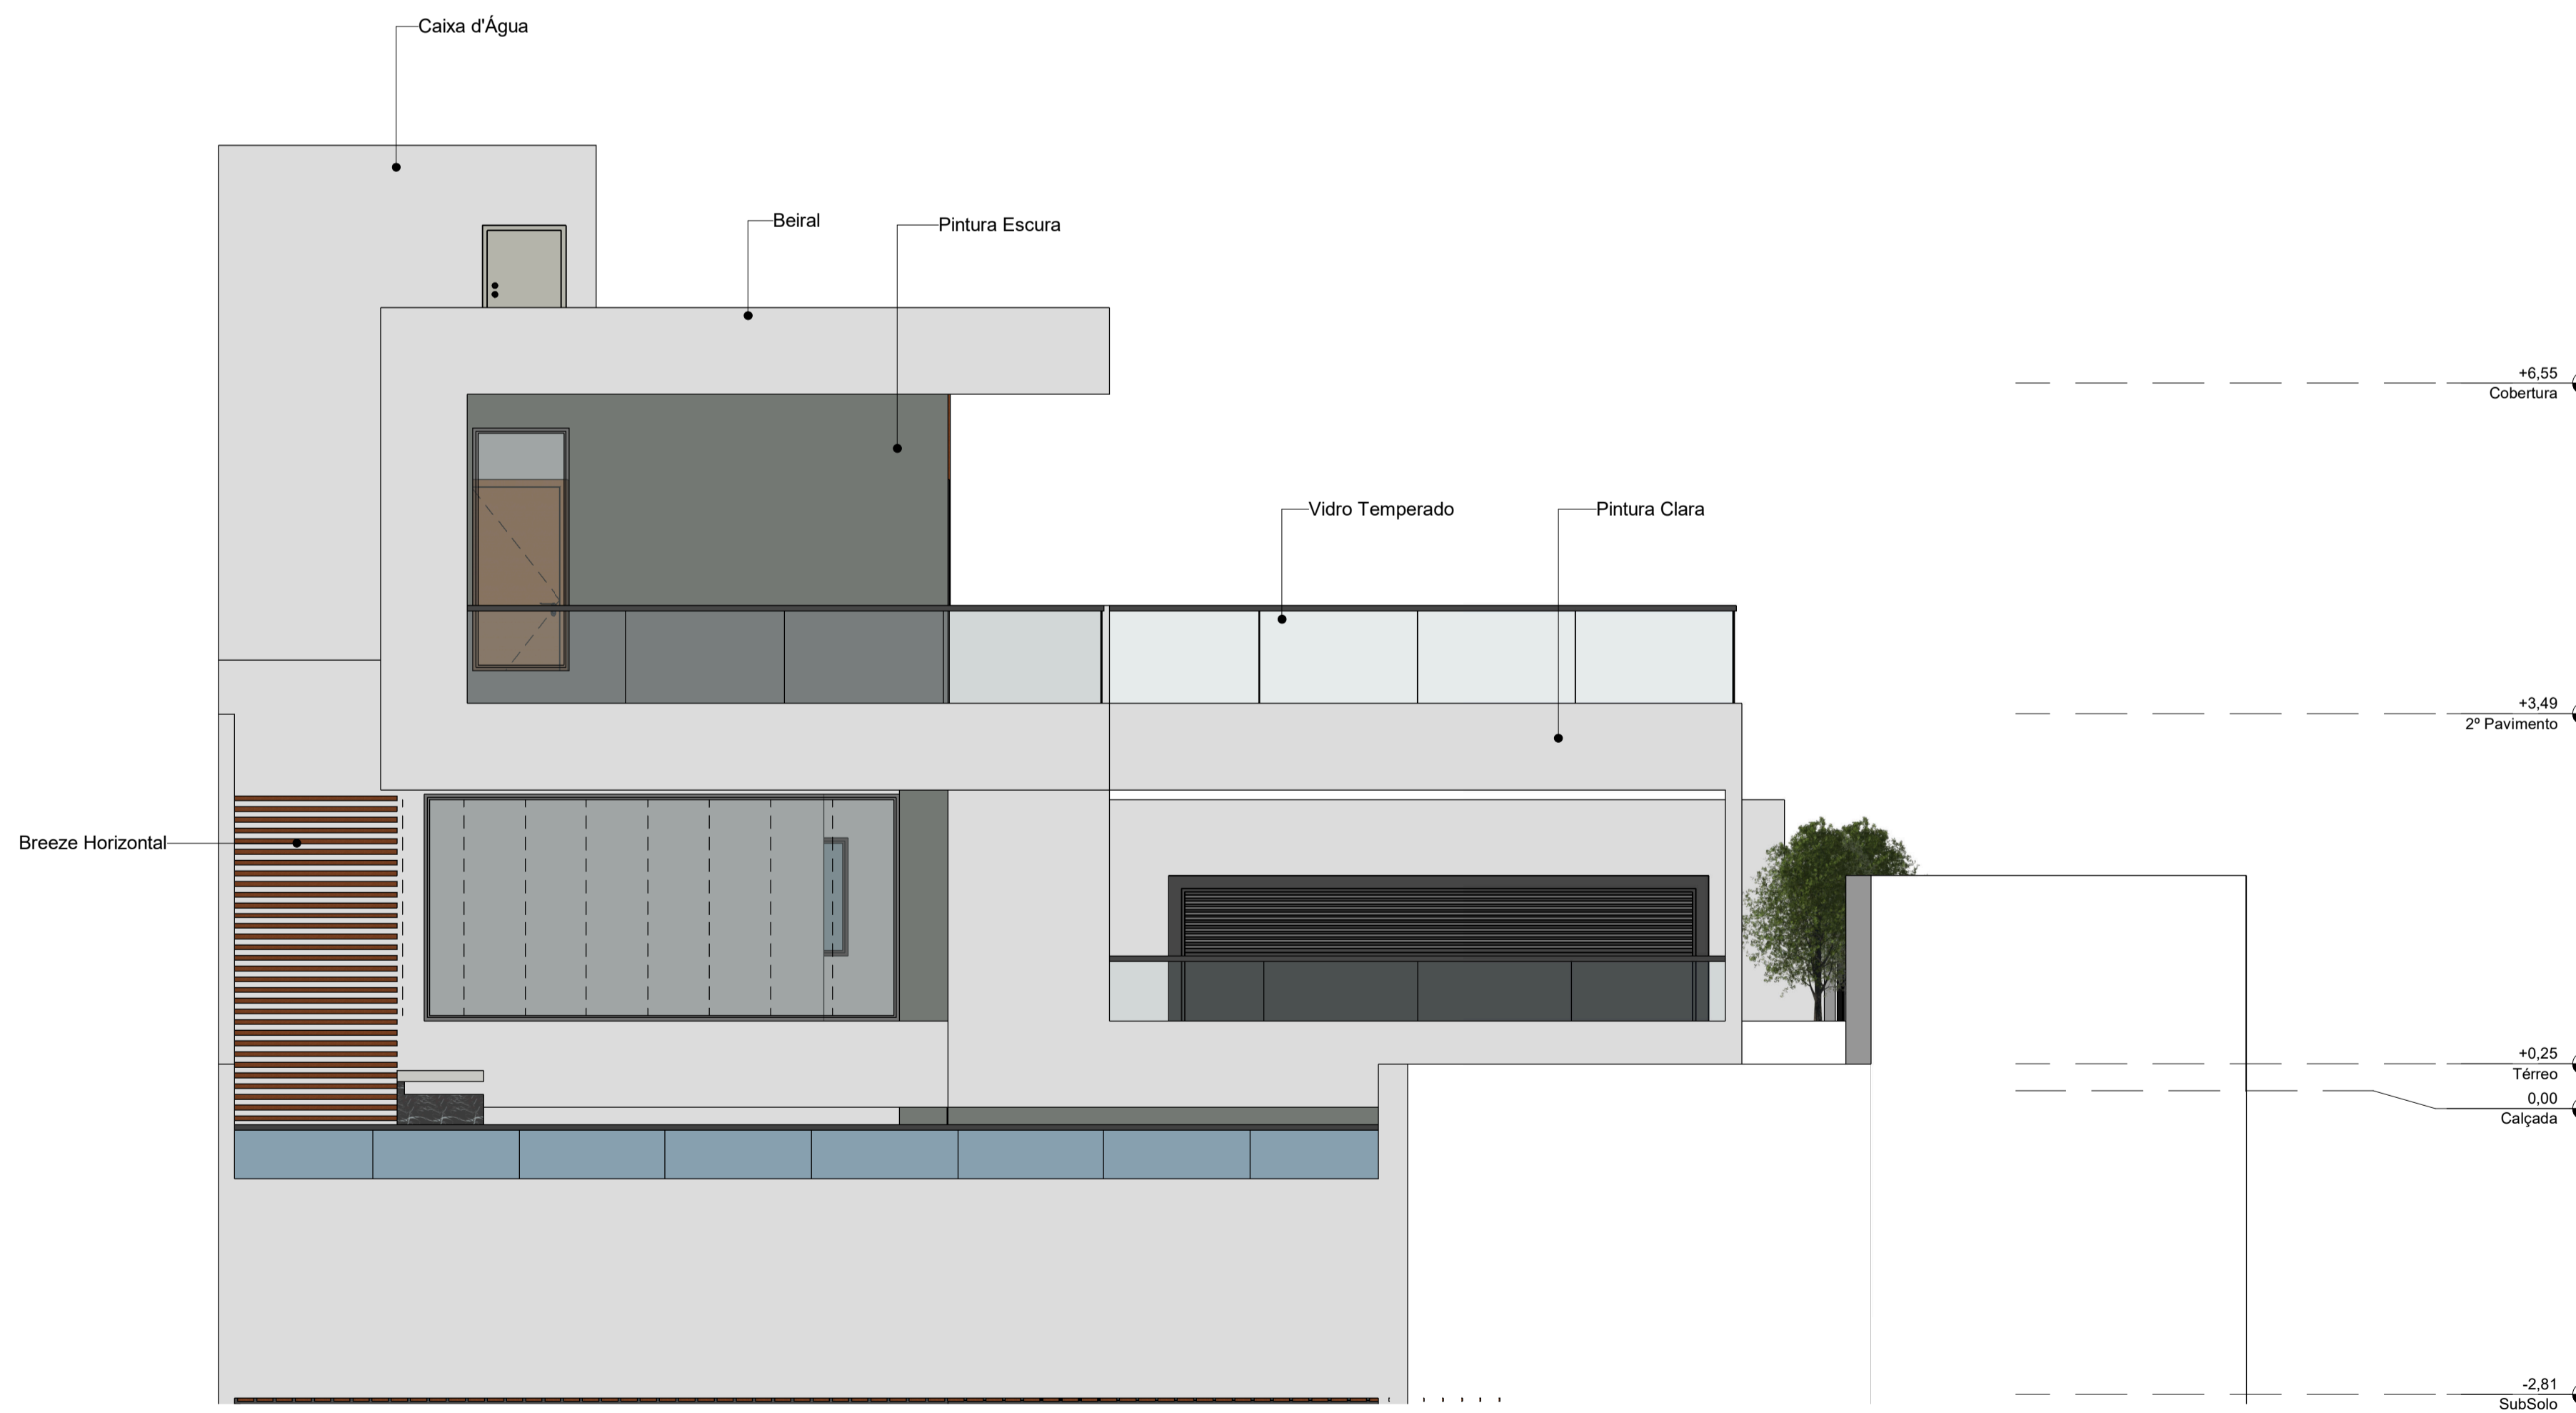 Caixa d'Água
Beiral
Pintura Escura
+6,55
Cobertura
Vidro Temperado
Pintura Clara
+3,49
2º Pavimento
Breeze Horizontal
+0,25
Térreo
0,00
Calçada
-2,81
SubSolo